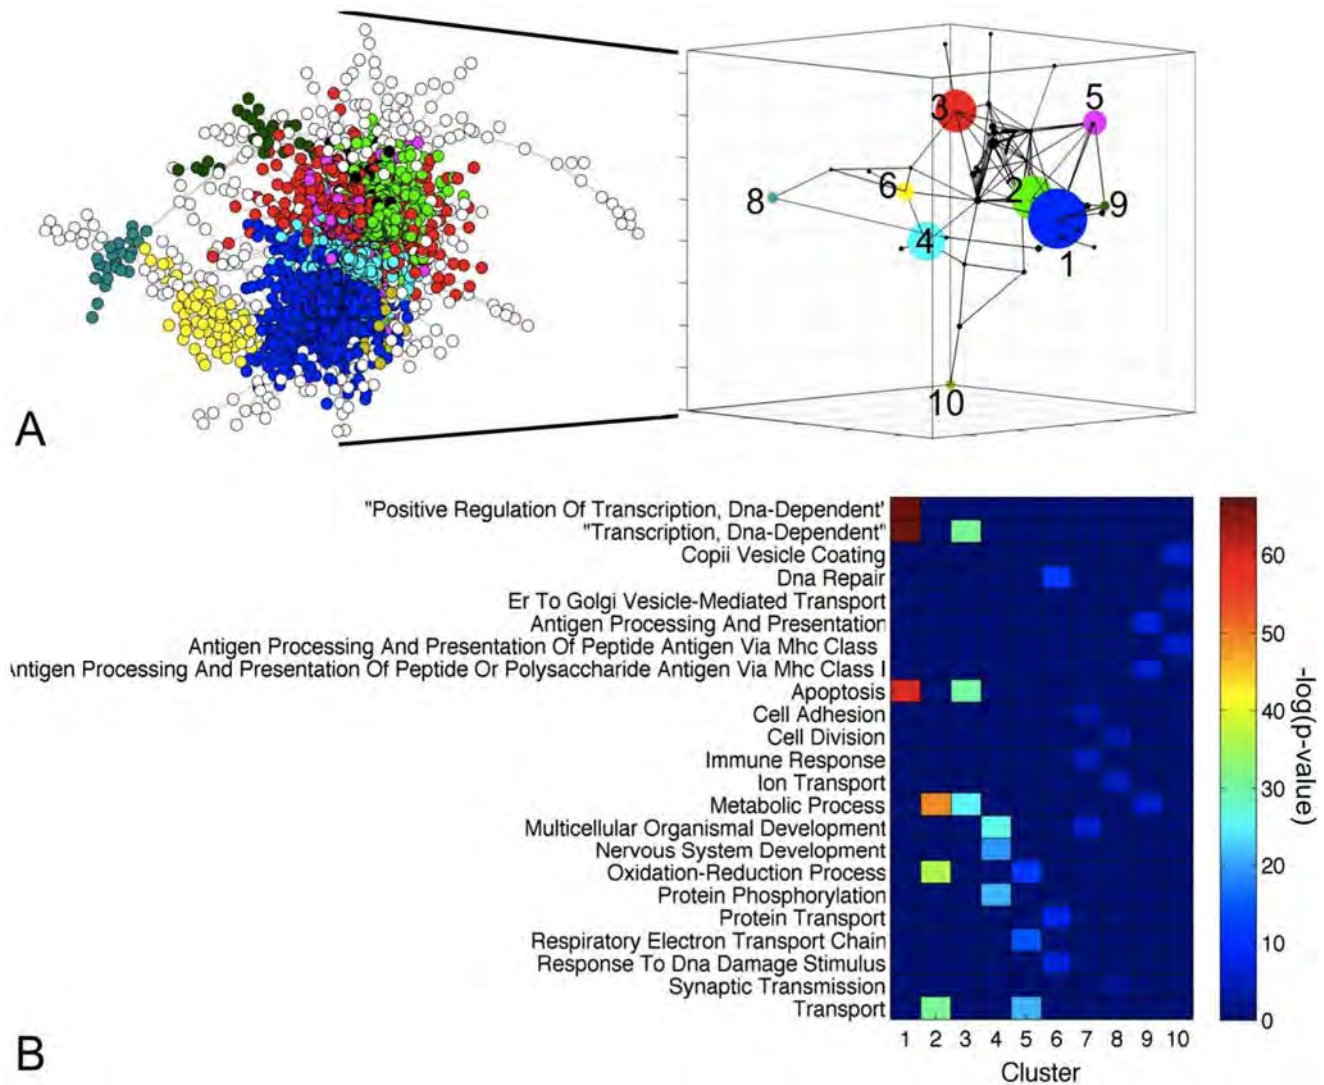 3
5
7
8
6
2
9
4
1
10
A
"Positive Regulation Of Transcription, Dna-Dependent"
"Transcription, Dna-Dependent"
Copii Vesicle Coating
Dna Repair
Er To Golgi Vesicle-Mediated Transport
Antigen Processing And Presentation
Antigen Processing And Presentation Of Peptide Antigen Via Mhc Class
ntigen Processing And Presentation Of Peptide Or Polysaccharide Antigen Via Mhc Class I
Apoptosis
Cell Adhesion
Cell Division
Immune Response
Ion Transport
Metabolic Process
Multicellular Organismal Development
Nervous System Development
Oxidation-Reduction Process
Protein Phosphorylation
Protein Transport
Respiratory Electron Transport Chain
Response To Dna Damage Stimulus
Synaptic Transmission
Transport
1 2 3 4 5 6 7 8 9 10
Cluster
60
50
40
30
20
10
0
-log(p-value)
B